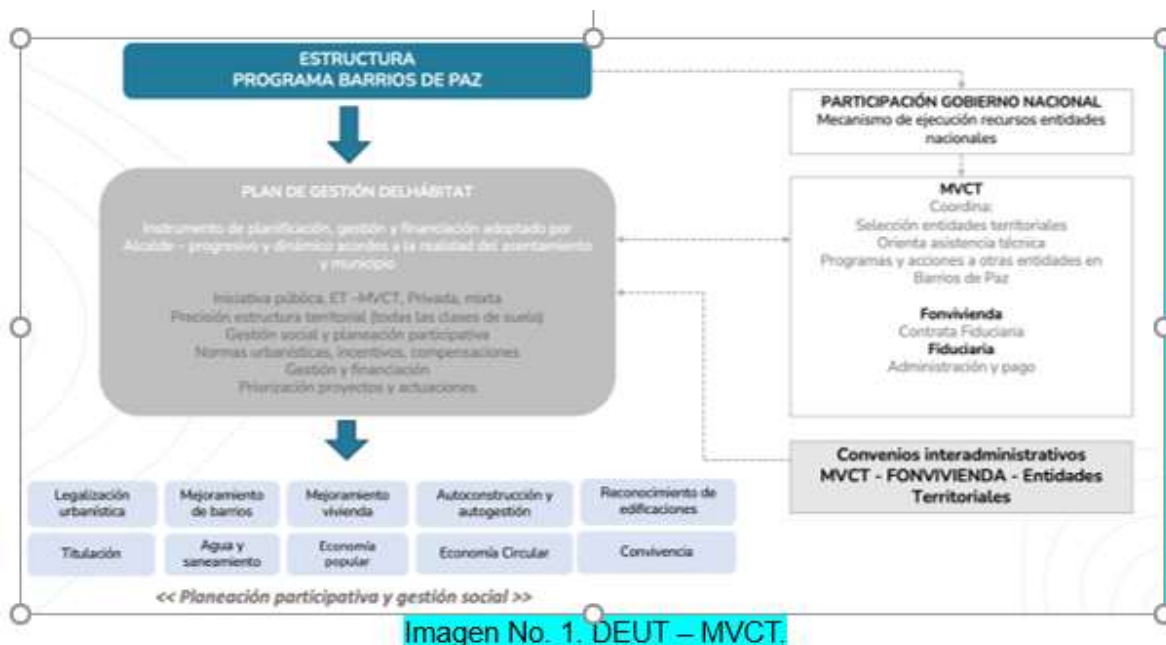 ESTRUCTURA
PROGRAMA BARRIOS DE PAZ
PARTICIPACIÓN GOBIERNO NACIONAL
Mecanismo de ejecución recursos entidades
nacionales
PLAN DE GESTIÓN DELHÁBITAT
Instrumento de planificación, gestión y financiación adoptado por
Alcalde - progresivo y dinámico acordes a la realidad del asentamiento
y municipio
Iniciativa pública, ET -MVCT, Privada, mixta
Precisión estructura territorial (todas las clases de suelo)
Gestión social y planeación participativa
Normas urbanísticas, incentivos, compensaciones
Gestión y financiación
Priorización proyectos y actuaciones
MVCT
Coordina:
Selección entidades territoriales
Orienta asistencia técnica
Programas y acciones a otras entidades en
Barrios de Paz
Fonvivienda
Contrata Fiduciaria
Fiduciaria
Administración y pago
Convenios interadministrativos
MVCT - FONVIVIENDA - Entidades
Territoriales
Legalización
urbanística
Mejoramiento
de barrios
Mejoramiento
vivienda
Autoconstrucción y
autogestión
Reconocimiento de
edificaciones
Titulación
Agua y
saneamiento
Economía
popular
Economía Circular
Convivencia
<< Planeación participativa y gestión social >>
Imagen No. 1. DEUT – MVCT.